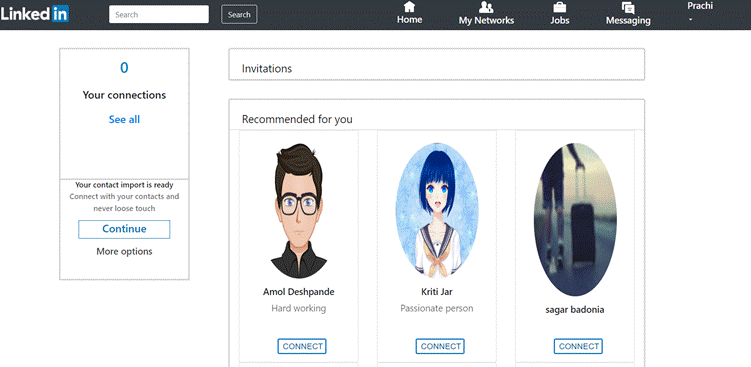 Linked in
Search
Search
Home
My Networks
Jobs
Messaging
Prachi
0
Your connections
See all
Your contact import is ready
Connect with your contacts and
never loose touch
Continue
More options
Invitations
Recommended for you
Amol Deshpande
Hard working
CONNECT
Kriti Jar
Passionate person
CONNECT
sagar badonia
CONNECT